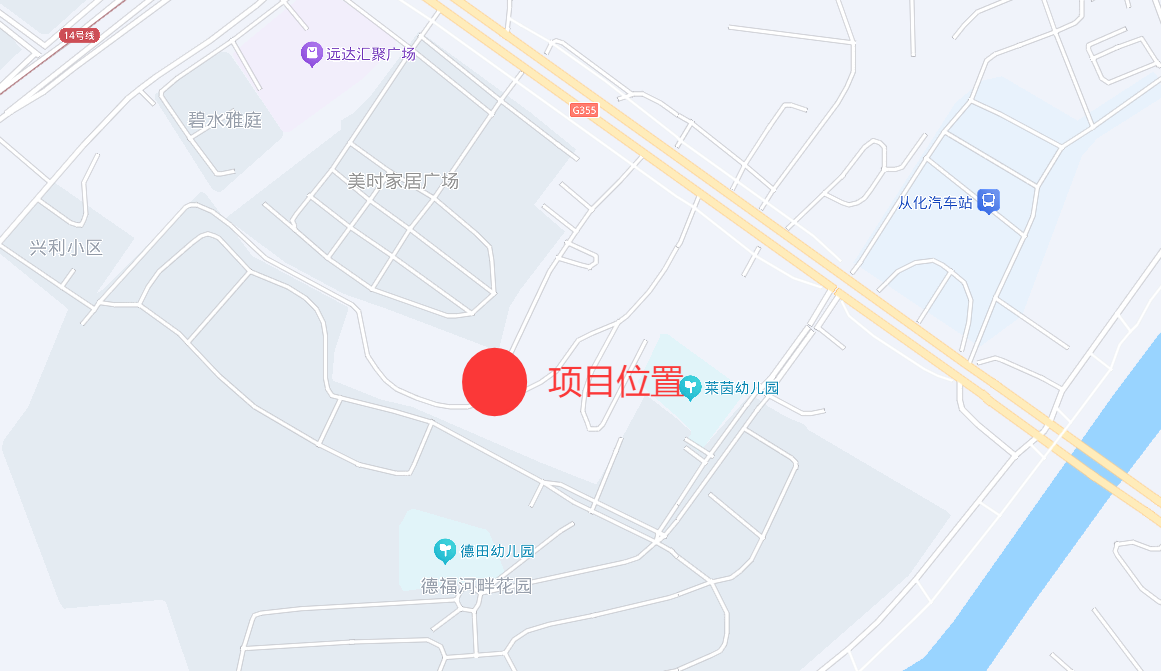 14号线
远达汇聚广场
G355
碧水雅庭
美时家居广场
从化汽车站
兴利小区
项目位置
莱茵幼儿园
德田幼儿园
德福河畔花园